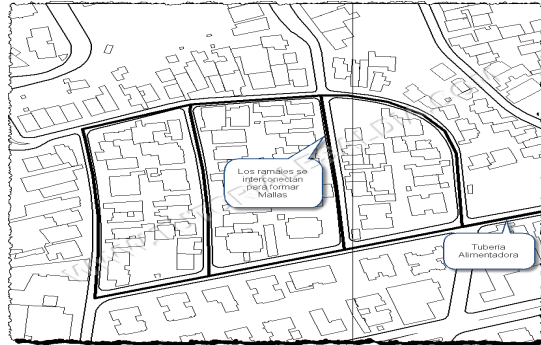 Los ramales se
interconectan
para formar
Mallas
Tubería
Alimentadora